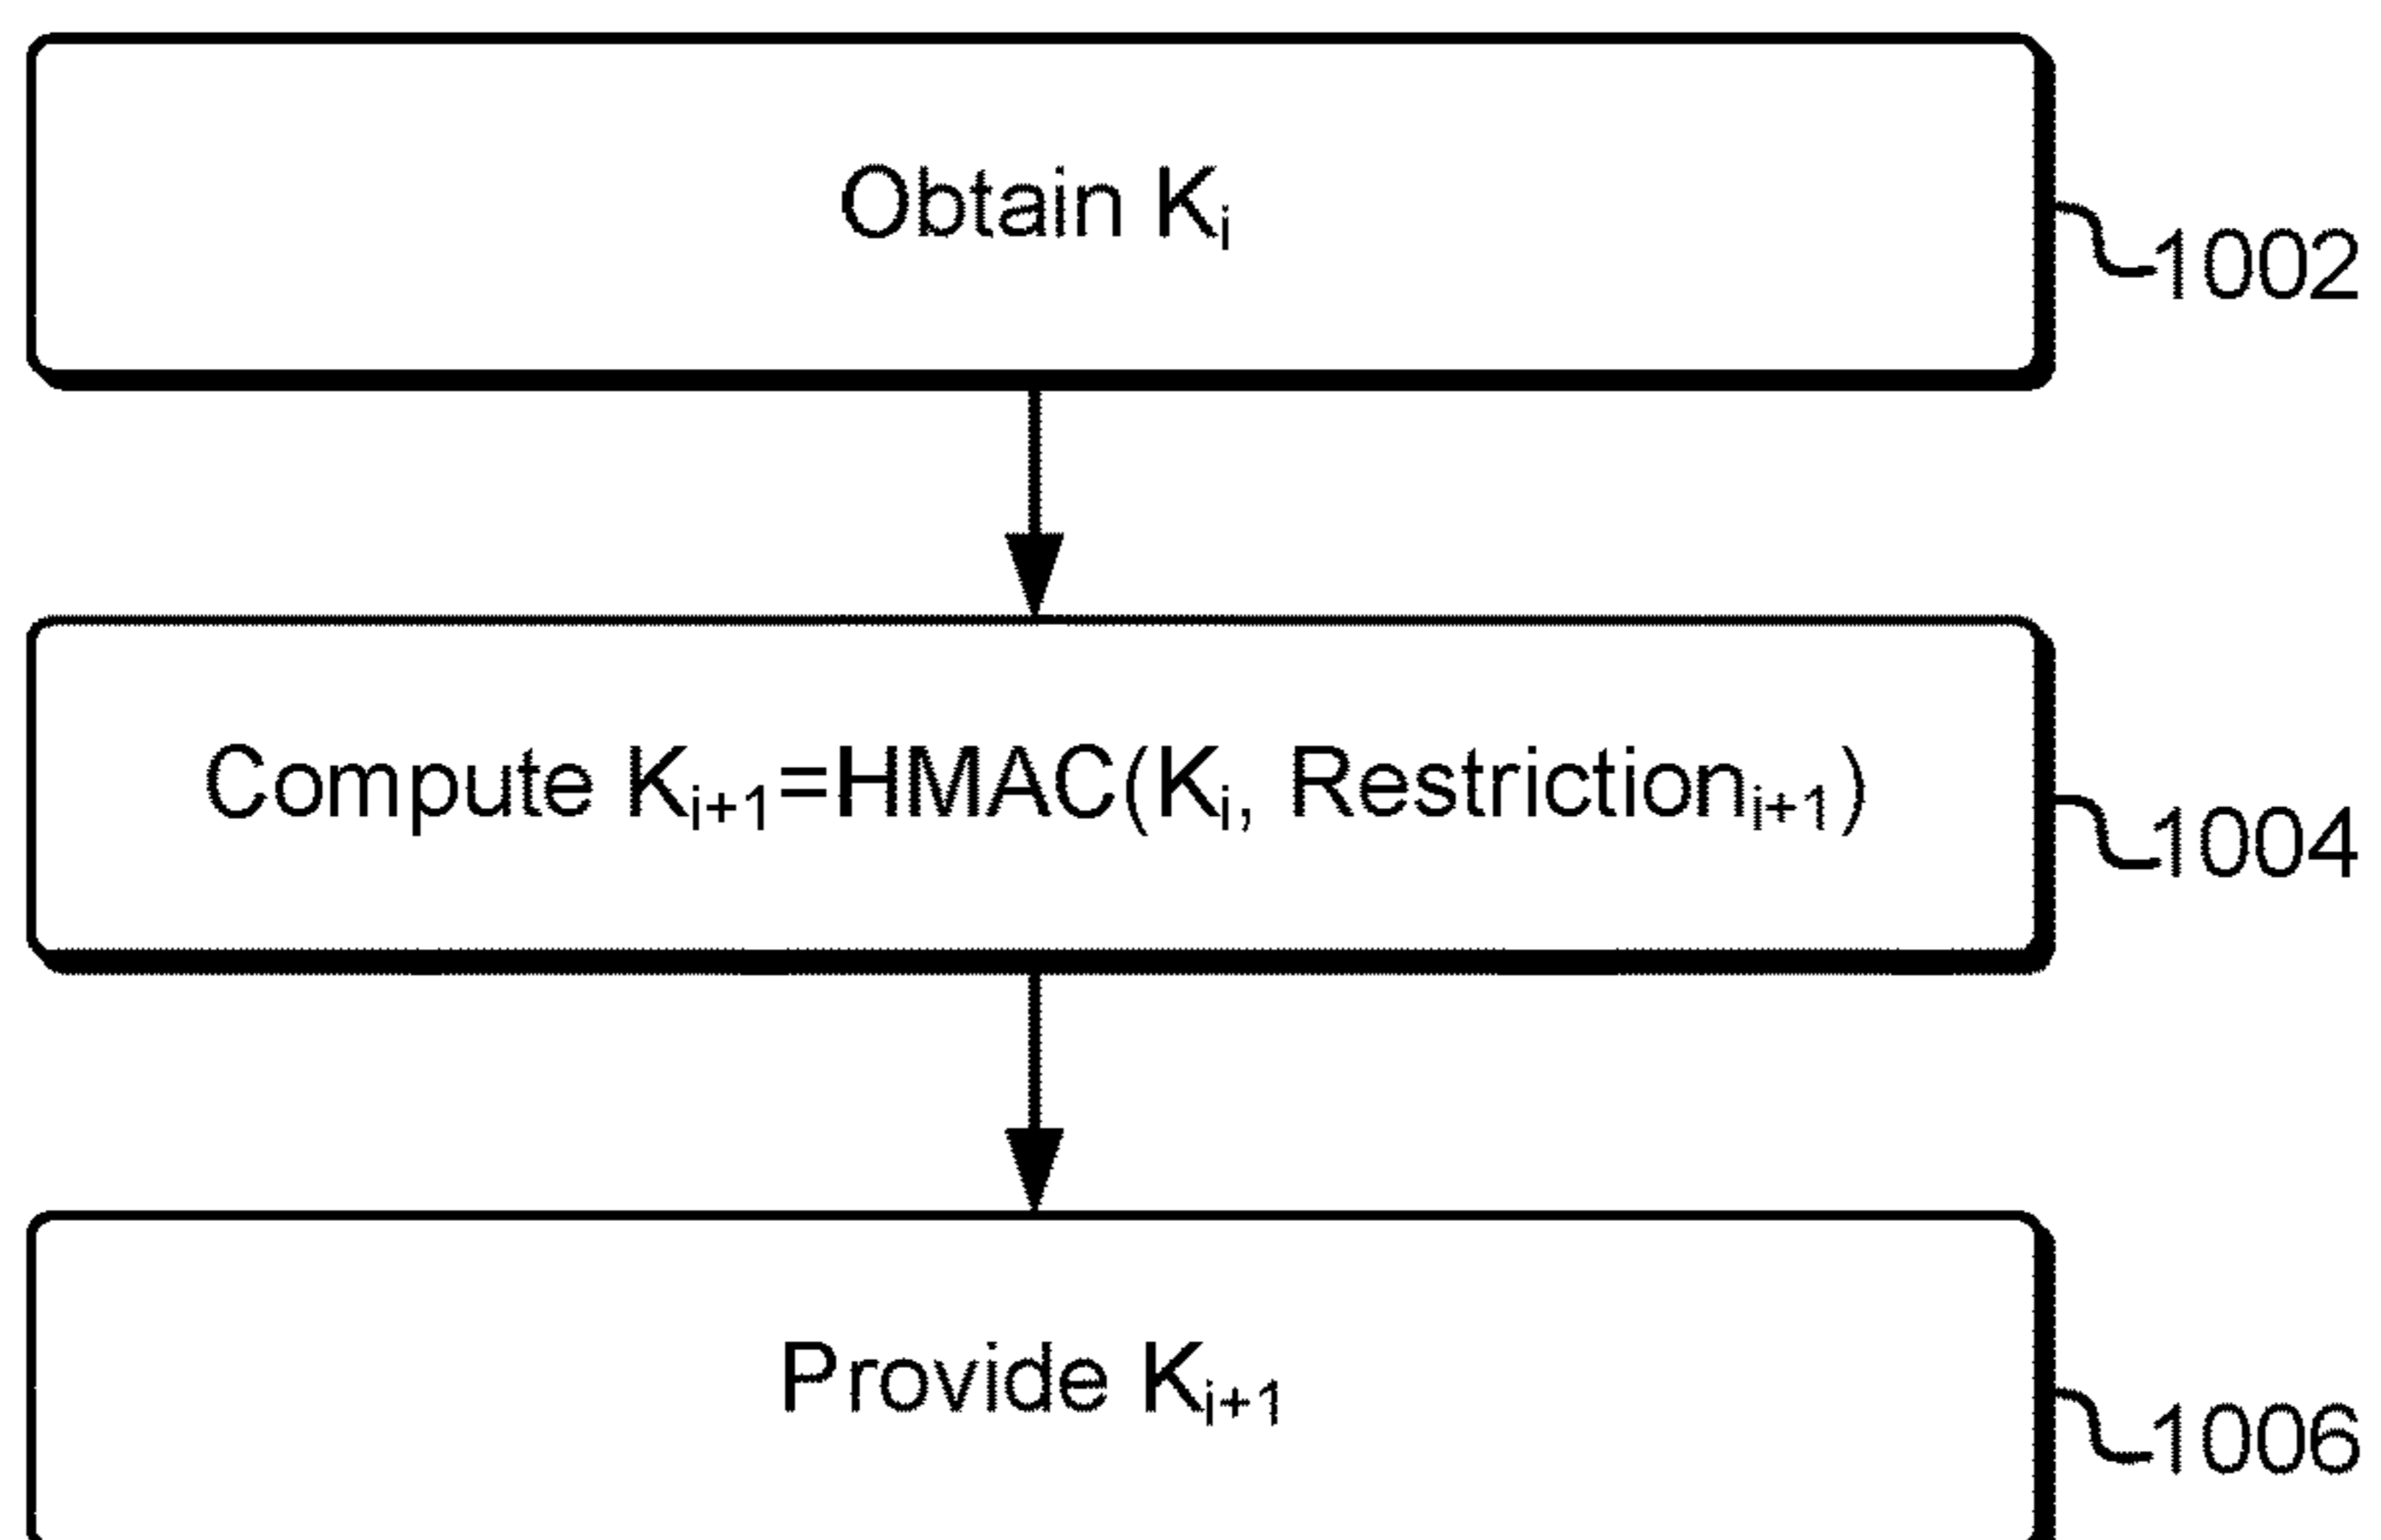 Obtain Kᵢ
1002
Compute Kᵢ₊₁=HMAC(Kᵢ, Restrictionᵢ₊₁)
1004
Provide Kᵢ₊₁
1006